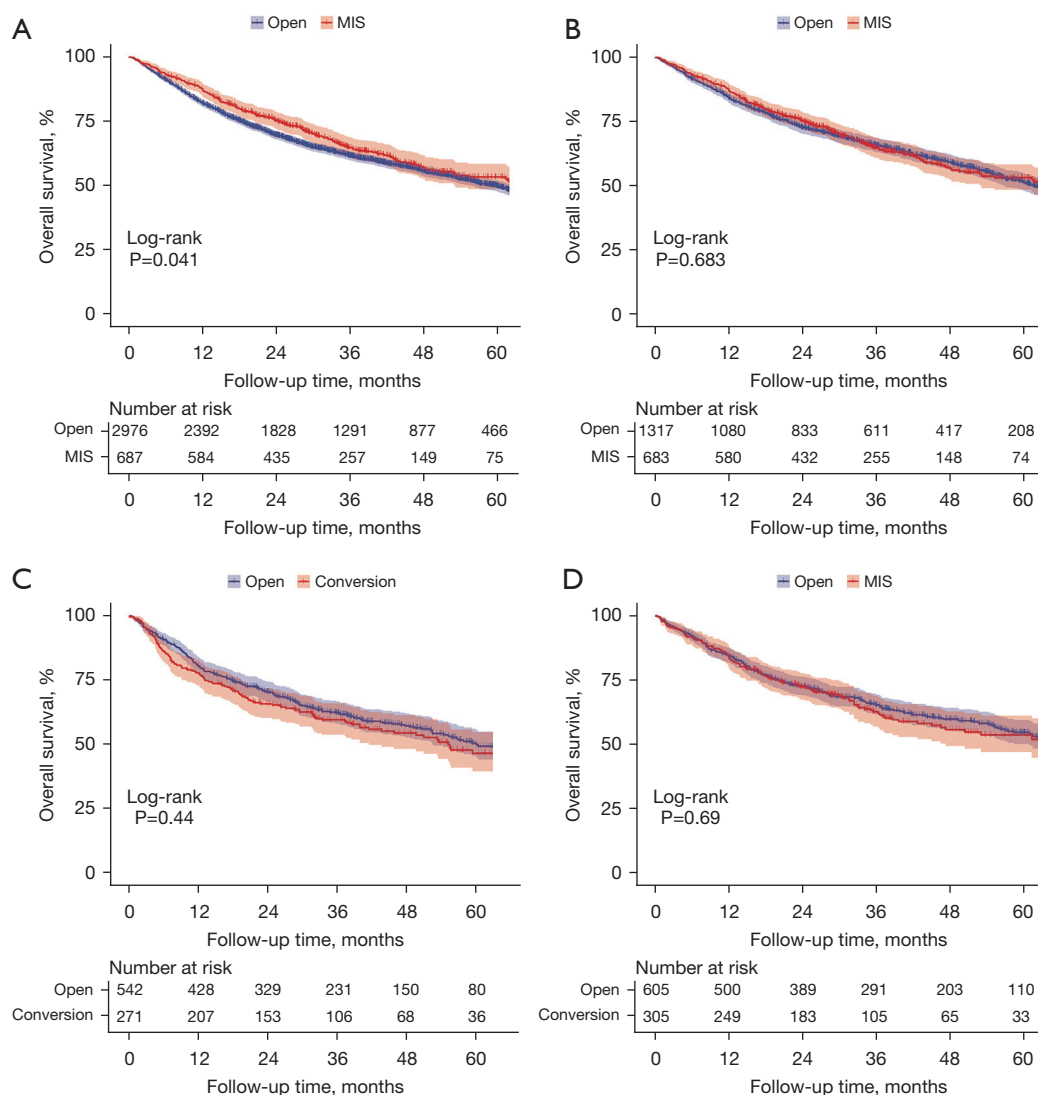 A
Open MIS
Overall survival, %
100
75
50
25
0
Log-rank
P=0.041
0 12 24 36 48 60
Follow-up time, months
Number at risk
Open 2976 2392 1828 1291 877 466
MIS 687 584 435 257 149 75
0 12 24 36 48 60
Follow-up time, months
B
Open MIS
Overall survival, %
100
75
50
25
0
Log-rank
P=0.683
0 12 24 36 48 60
Follow-up time, months
Number at risk
Open 1317 1080 833 611 417 208
MIS 683 580 432 255 148 74
0 12 24 36 48 60
Follow-up time, months
C
Open Conversion
Overall survival, %
100
75
50
25
0
Log-rank
P=0.44
0 12 24 36 48 60
Follow-up time, months
Number at risk
Open 542 428 329 231 150 80
Conversion 271 207 153 106 68 36
0 12 24 36 48 60
Follow-up time, months
D
Open MIS
Overall survival, %
100
75
50
25
0
Log-rank
P=0.69
0 12 24 36 48 60
Follow-up time, months
Number at risk
Open 605 500 389 291 203 110
Conversion 305 249 183 105 65 33
0 12 24 36 48 60
Follow-up time, months